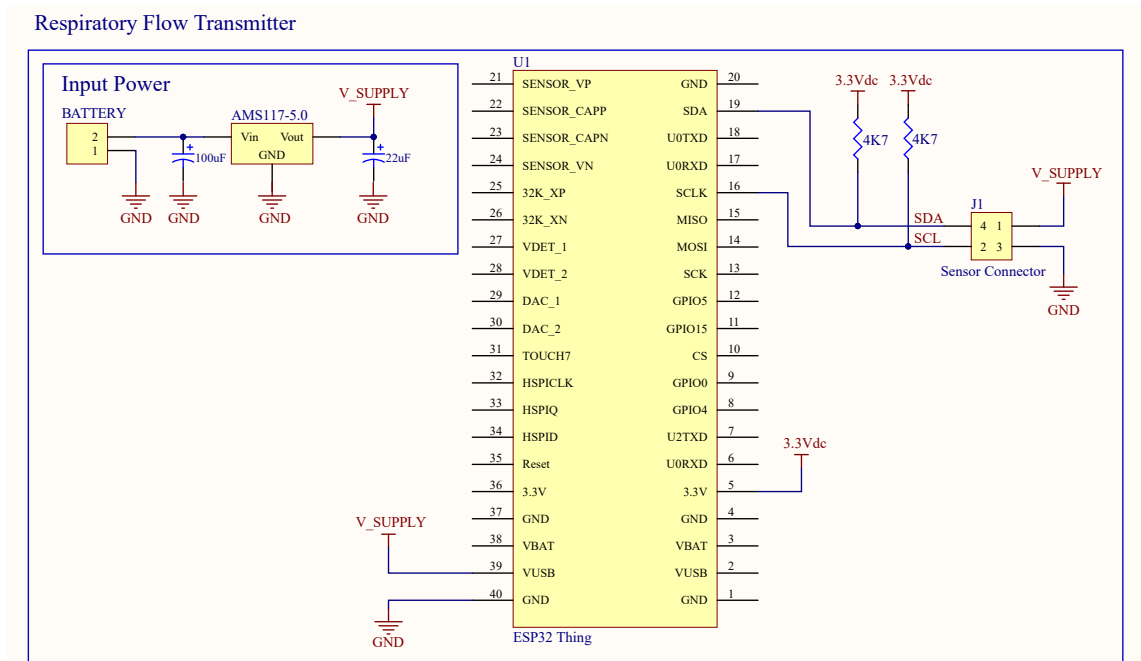 Respiratory Flow Transmitter
Input Power
BATTERY
2
1
100uF
AMS117-5.0
Vin Vout
GND
V_SUPPLY
22uF
GND GND GND GND
U1
21 SENSOR_VP GND 20
22 SENSOR_CAPP SDA 19
23 SENSOR_CAPN U0TXD 18
24 SENSOR_VN U0RXD 17
25 32K_XP SCLK 16
26 32K_XN MISO 15
27 VDET_1 MOSI 14
28 VDET_2 SCK 13
29 DAC_1 GPIO5 12
30 DAC_2 GPIO15 11
31 TOUCH7 CS 10
32 HSPICLK GPIO0 9
33 HSPIQ GPIO4 8
34 HSPID U2TXD 7
35 Reset U0RXD 6
36 3.3V 3.3V 5
37 GND GND 4
38 VBAT VBAT 3
39 VUSB VUSB 2
40 GND GND 1
ESP32 Thing
V_SUPPLY
GND
3.3Vdc
3.3Vdc 3.3Vdc
4K7 4K7
V_SUPPLY
J1
SDA 4 1
SCL 2 3
Sensor Connector
GND